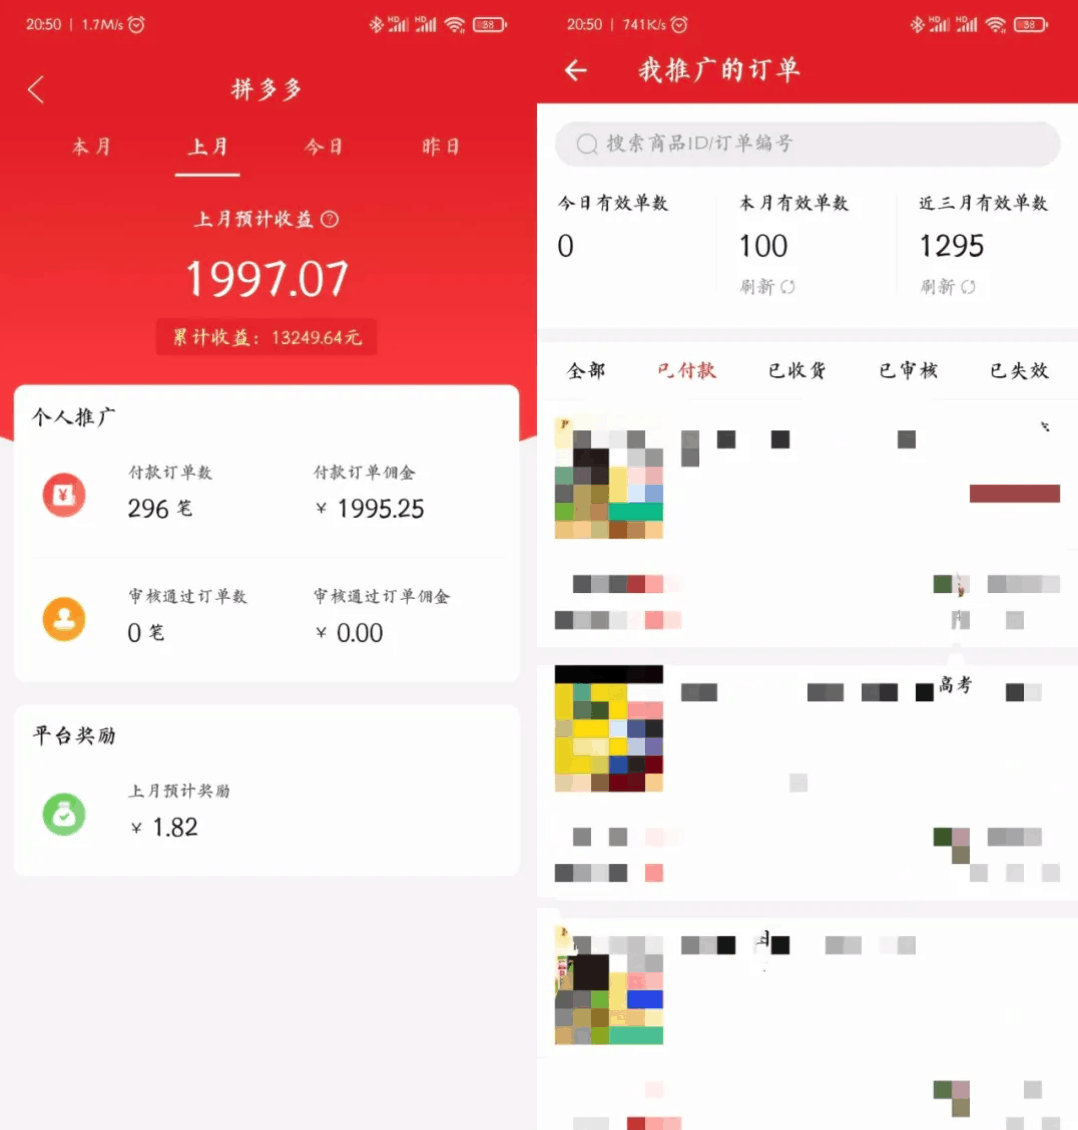 20:50 | 1.7M/s
HD HD 38
拼多多
本月 上月 今日 昨日
上月预计收益 ?
1997.07
累计收益：13249.64元
个人推广
付款订单数 付款订单佣金
296 笔 ¥ 1995.25
审核通过订单数 审核通过订单佣金
0 笔 ¥ 0.00
平台奖励
上月预计奖励
¥ 1.82
20:50 | 741K/s
HD HD 38
我推广的订单
搜索商品ID/订单编号
今日有效单数 本月有效单数 近三月有效单数
0 100 1295
刷新 刷新
全部 已付款 已收货 已审核 已失效
高考